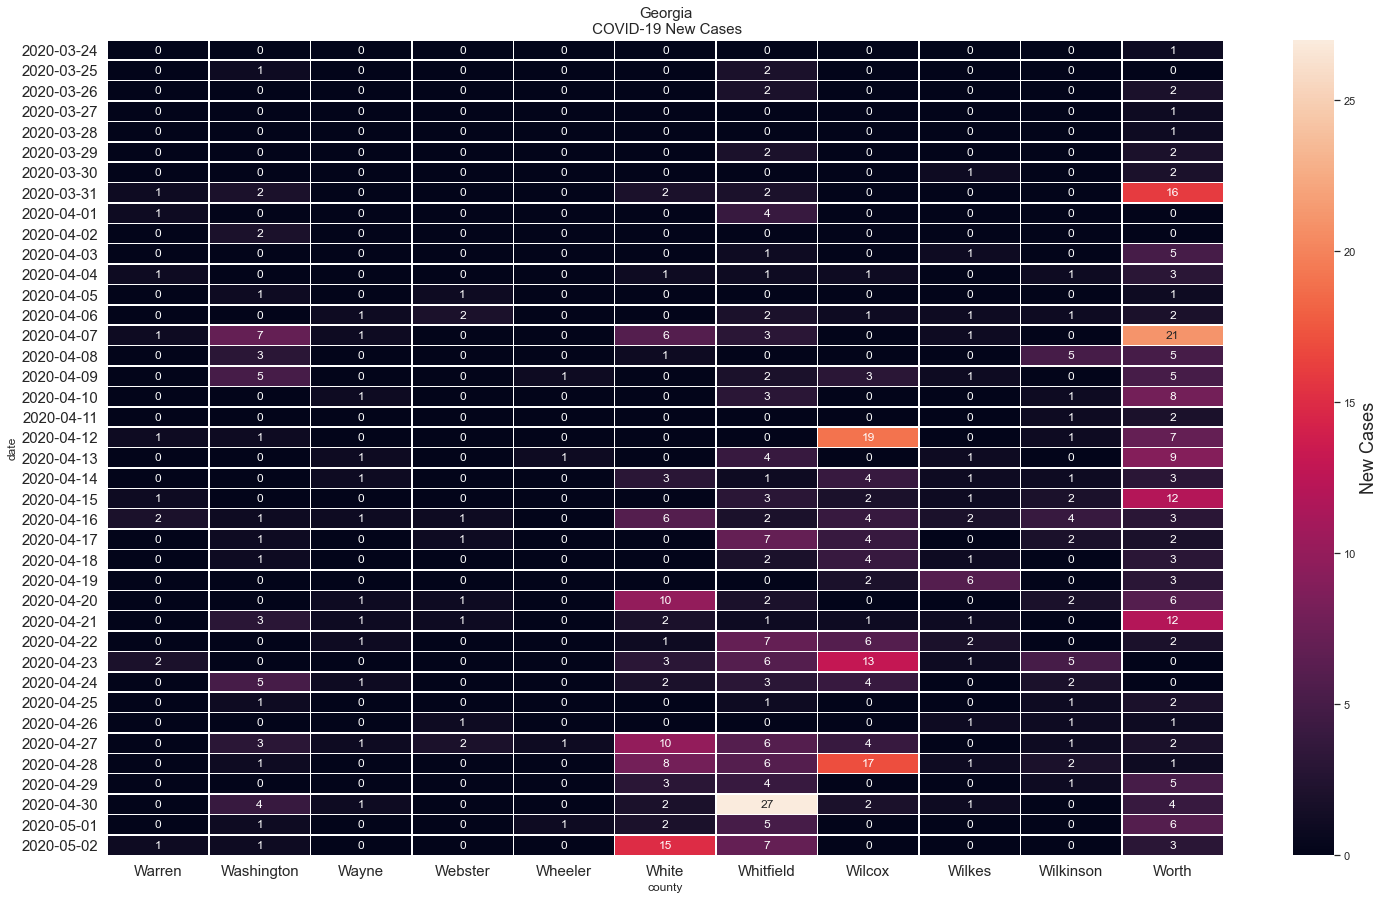 Georgia
COVID-19 New Cases
2020-03-24 0 0 0 0 0 0 0 0 0 0 1
2020-03-25 0 1 0 0 0 0 2 0 0 0 0
2020-03-26 0 0 0 0 0 0 2 0 0 0 2
2020-03-27 0 0 0 0 0 0 0 0 0 0 1
2020-03-28 0 0 0 0 0 0 0 0 0 0 1
2020-03-29 0 0 0 0 0 0 2 0 0 0 2
2020-03-30 0 0 0 0 0 0 0 0 1 0 2
2020-03-31 1 2 0 0 0 2 2 0 0 0 16
2020-04-01 1 0 0 0 0 0 4 0 0 0 0
2020-04-02 0 2 0 0 0 0 0 0 0 0 0
2020-04-03 0 0 0 0 0 0 1 0 1 0 5
2020-04-04 1 0 0 0 0 1 1 1 0 1 3
2020-04-05 0 1 0 1 0 0 0 0 0 0 1
2020-04-06 0 0 1 2 0 0 2 1 1 1 2
2020-04-07 1 7 1 0 0 6 3 0 1 0 21
2020-04-08 0 3 0 0 0 1 0 0 0 5 5
2020-04-09 0 5 0 0 1 0 2 3 1 0 5
2020-04-10 0 0 1 0 0 0 3 0 0 1 8
2020-04-11 0 0 0 0 0 0 0 0 0 1 2
2020-04-12 1 1 0 0 0 0 0 19 0 1 7
2020-04-13 0 0 1 0 1 0 4 0 1 0 9
2020-04-14 0 0 1 0 0 3 1 4 1 1 3
2020-04-15 1 0 0 0 0 0 3 2 1 2 12
2020-04-16 2 1 1 1 0 6 2 4 2 4 3
2020-04-17 0 1 0 1 0 0 7 4 0 2 2
2020-04-18 0 1 0 0 0 0 2 4 1 0 3
2020-04-19 0 0 0 0 0 0 0 2 6 0 3
2020-04-20 0 0 1 1 0 10 2 0 0 2 6
2020-04-21 0 3 1 1 0 2 1 1 1 0 12
2020-04-22 0 0 1 0 0 1 7 6 2 0 2
2020-04-23 2 0 0 0 0 3 6 13 1 5 0
2020-04-24 0 5 1 0 0 2 3 4 0 2 0
2020-04-25 0 1 0 0 0 0 1 0 0 1 2
2020-04-26 0 0 0 1 0 0 0 0 1 1 1
2020-04-27 0 3 1 2 1 10 6 4 0 1 2
2020-04-28 0 1 0 0 0 8 6 17 1 2 1
2020-04-29 0 0 0 0 0 3 4 0 0 1 5
2020-04-30 0 4 1 0 0 2 27 2 1 0 4
2020-05-01 0 1 0 0 1 2 5 0 0 0 6
2020-05-02 1 1 0 0 0 15 7 0 0 0 3
Warren Washington Wayne Webster Wheeler White Whitfield Wilcox Wilkes Wilkinson Worth
county
date
25
20
15
10
5
0
New Cases